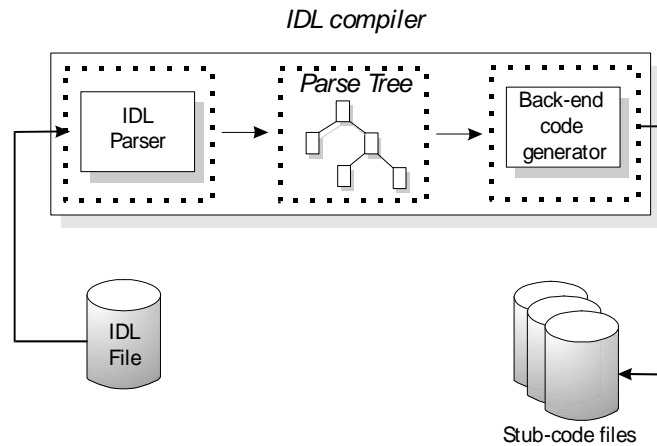 IDL compiler
IDL
Parser
Parse Tree
Back-end
code
generator
IDL
File
Stub-code files